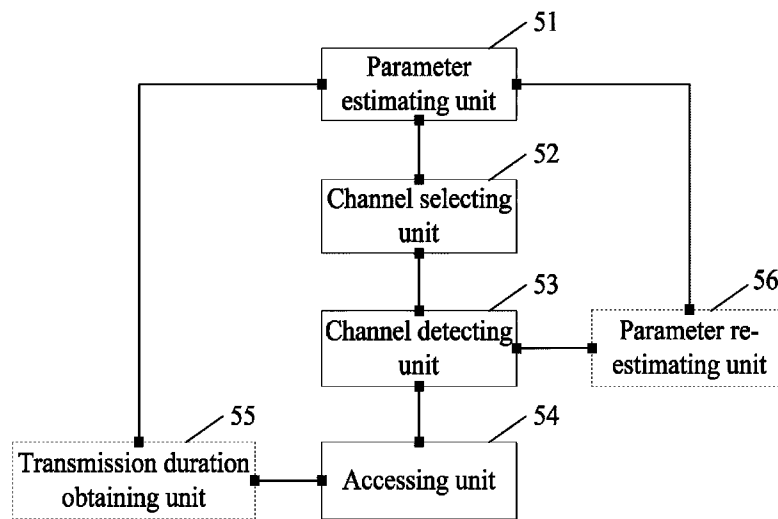 51
Parameter
estimating unit
52
Channel selecting
unit
53
Channel detecting
unit
56
Parameter re-
estimating unit
54
Accessing unit
55
Transmission duration
obtaining unit